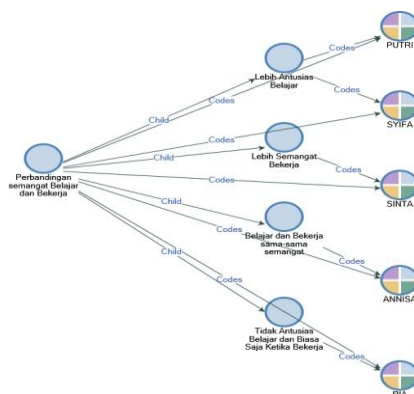 Codes
PUTRI
Lebih Antusias
Belajar
Child
Codes
Codes
SYIFA
Codes
Child
Lebih Semangat
Bekerja
Codes
Perbandingan
semangat Belajar
dan Bekerja
Codes
SINTA
Child
Codes
Belajar dan Bekerja
sama-sama
semangat
Codes
ANNISA
Child
Codes
Tidak Antusias
Belajar dan Biasa
Saja Ketika Bekerja
Codes